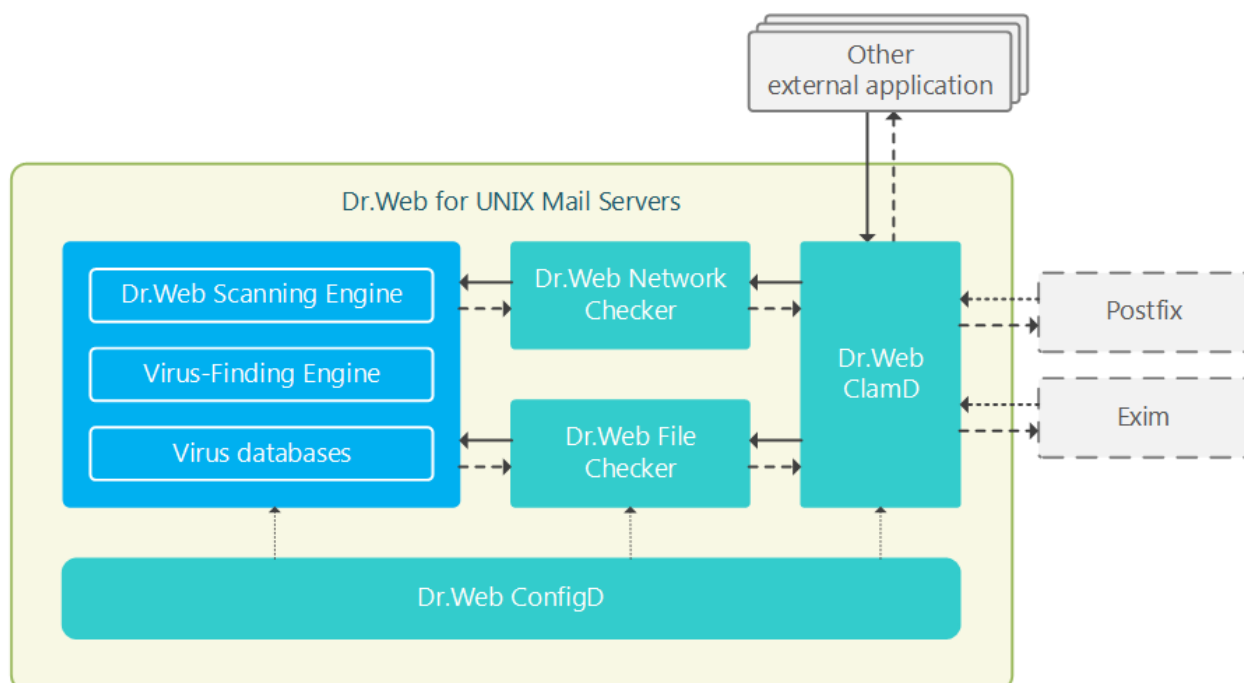 Other
external application
Dr.Web for UNIX Mail Servers
Dr.Web Scanning Engine
Virus-Finding Engine
Virus databases
Dr.Web Network
Checker
Dr.Web File
Checker
Dr.Web
ClamD
Postfix
Exim
Dr.Web ConfigD